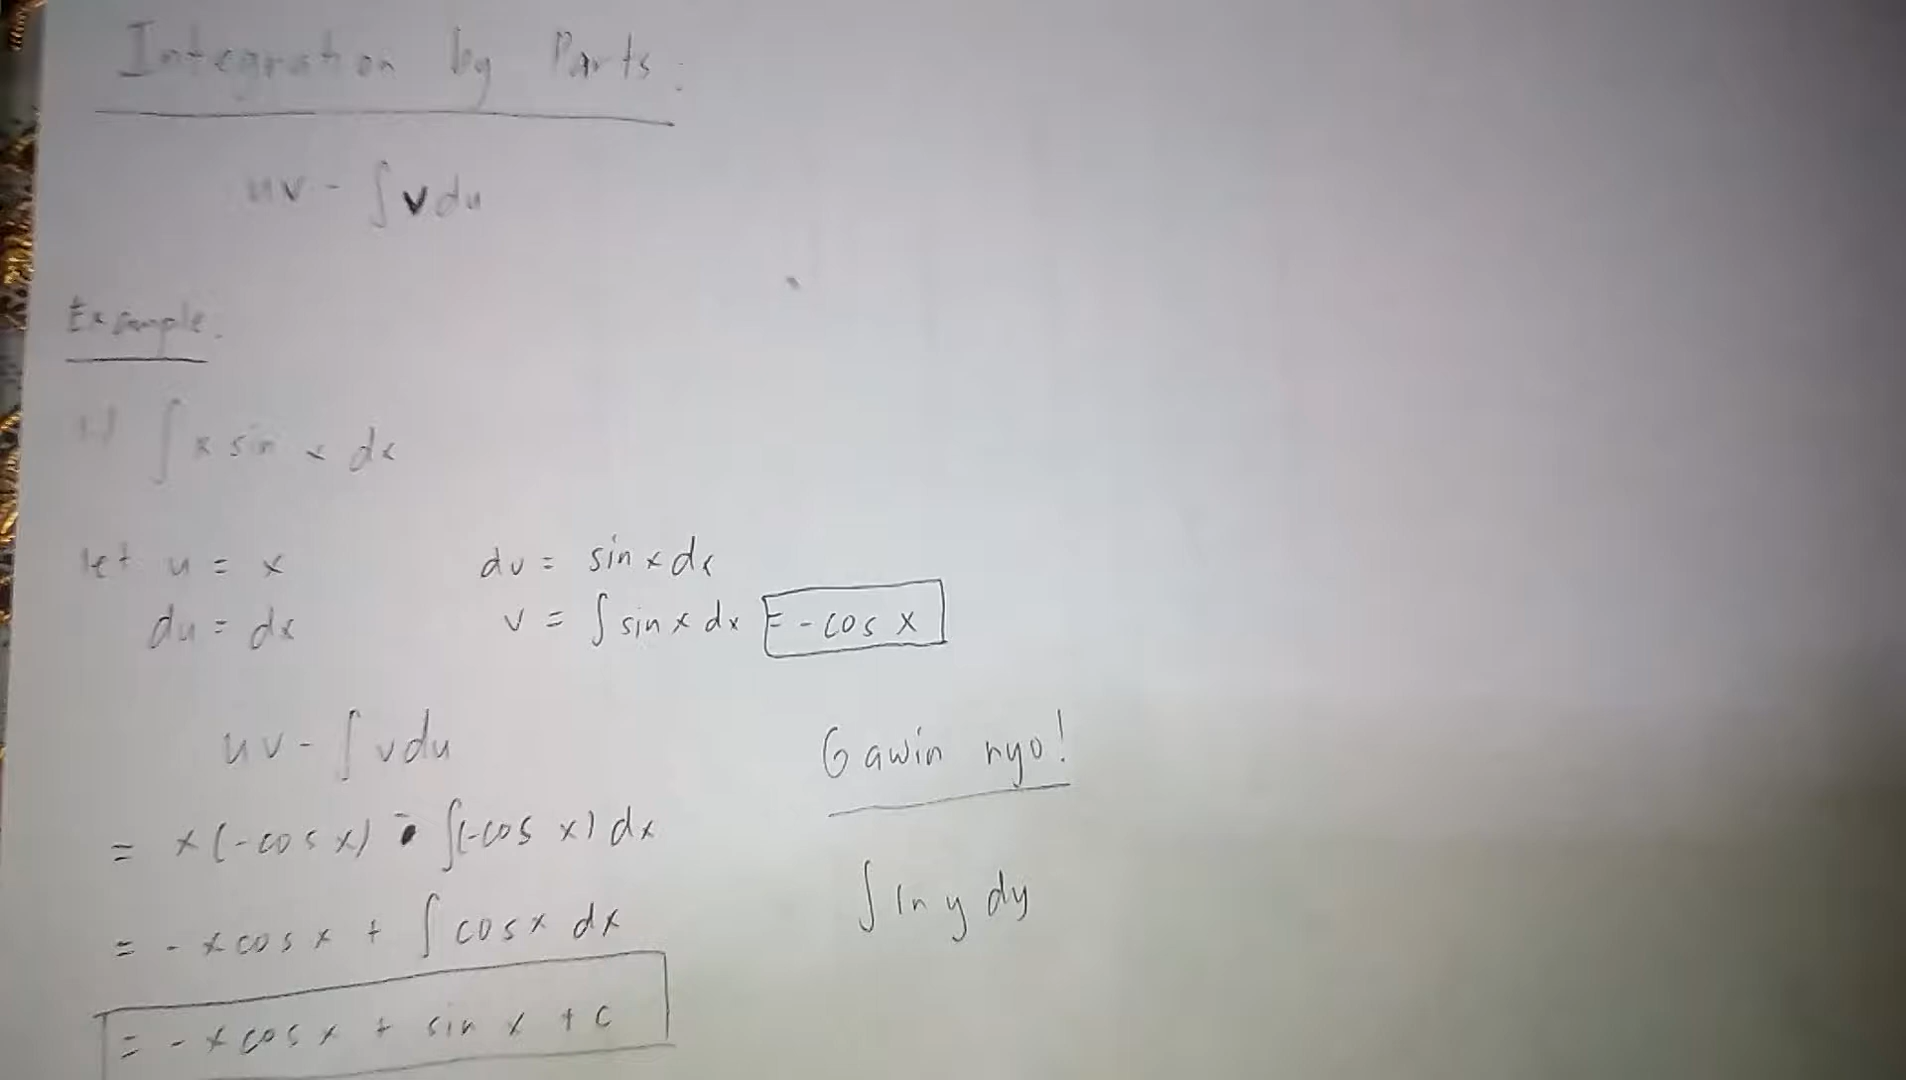 Integration by Parts:
uv - ∫ v du
Example:
1.) ∫ x sin x dx
let u = x
du = dx
dv = sin x dx
v = ∫ sin x dx = - cos x
uv - ∫ v du
= x (-cos x) - ∫(-cos x) dx
= - x cos x + ∫ cos x dx
= - x cos x + sin x + c
Gawin nyo!
∫ ln y dy